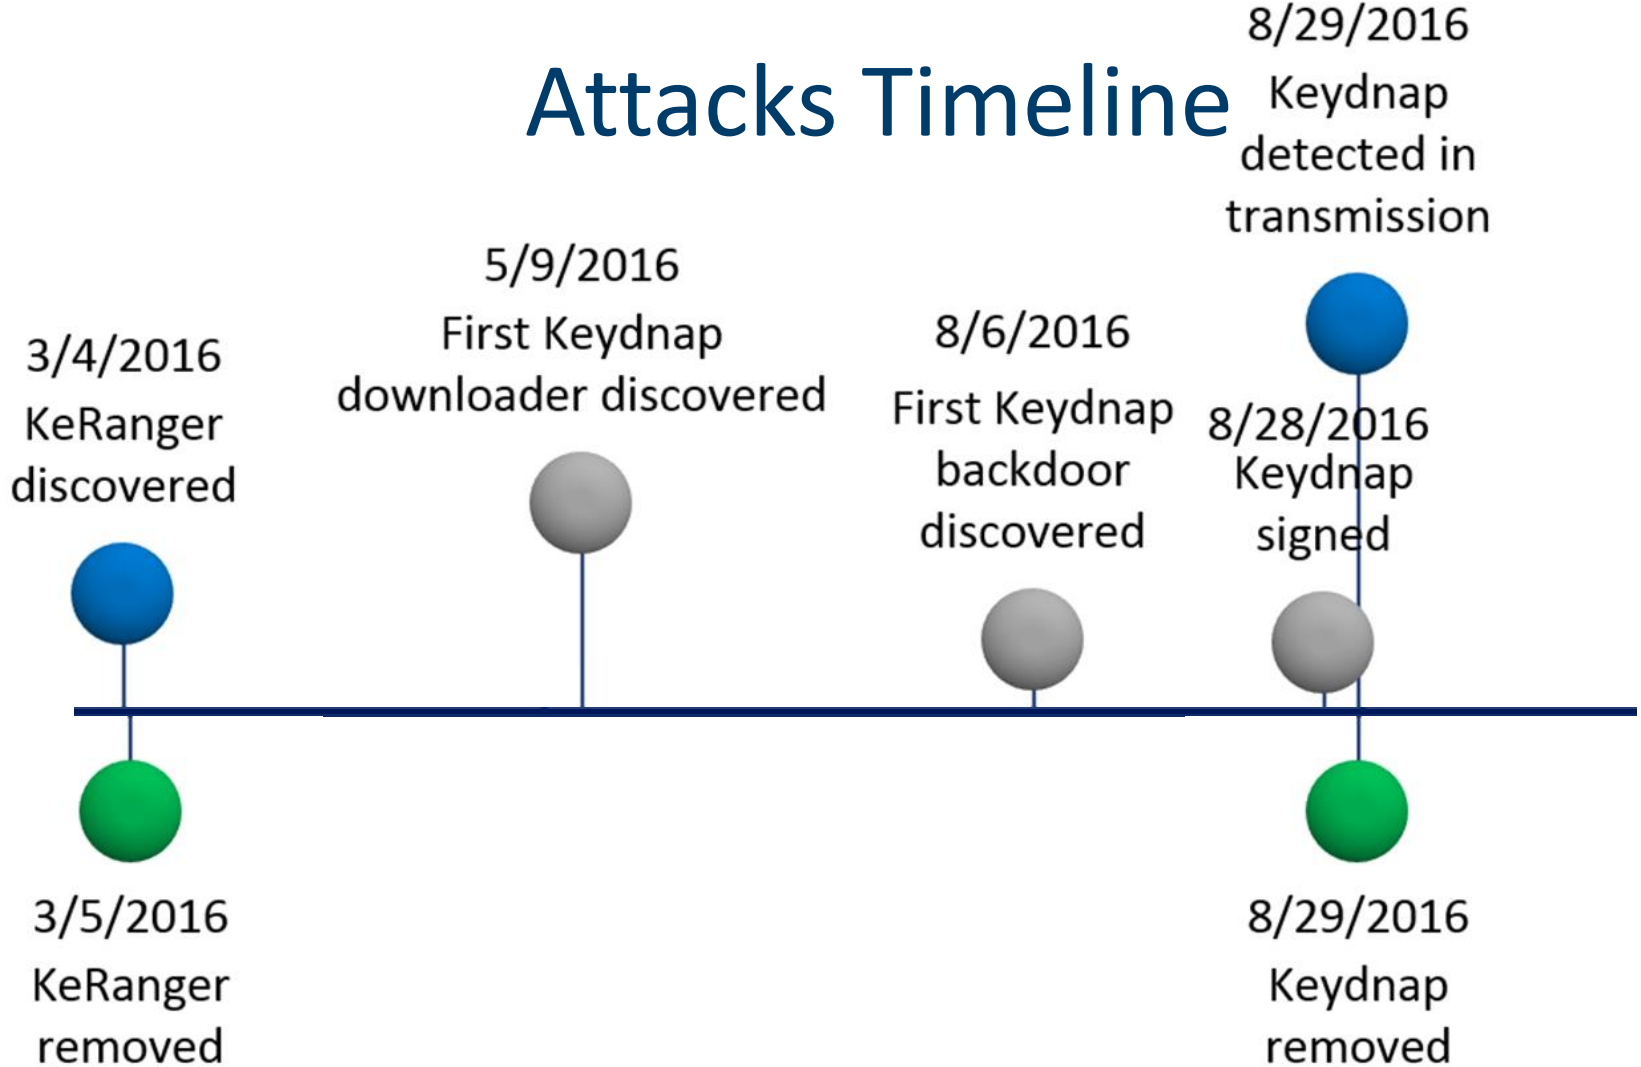 Attacks Timeline
3/4/2016
KeRanger
discovered
3/5/2016
KeRanger
removed
5/9/2016
First Keydnap
downloader discovered
8/6/2016
First Keydnap
backdoor
discovered
8/28/2016
Keydnap
signed
8/29/2016
Keydnap
detected in
transmission
8/29/2016
Keydnap
removed